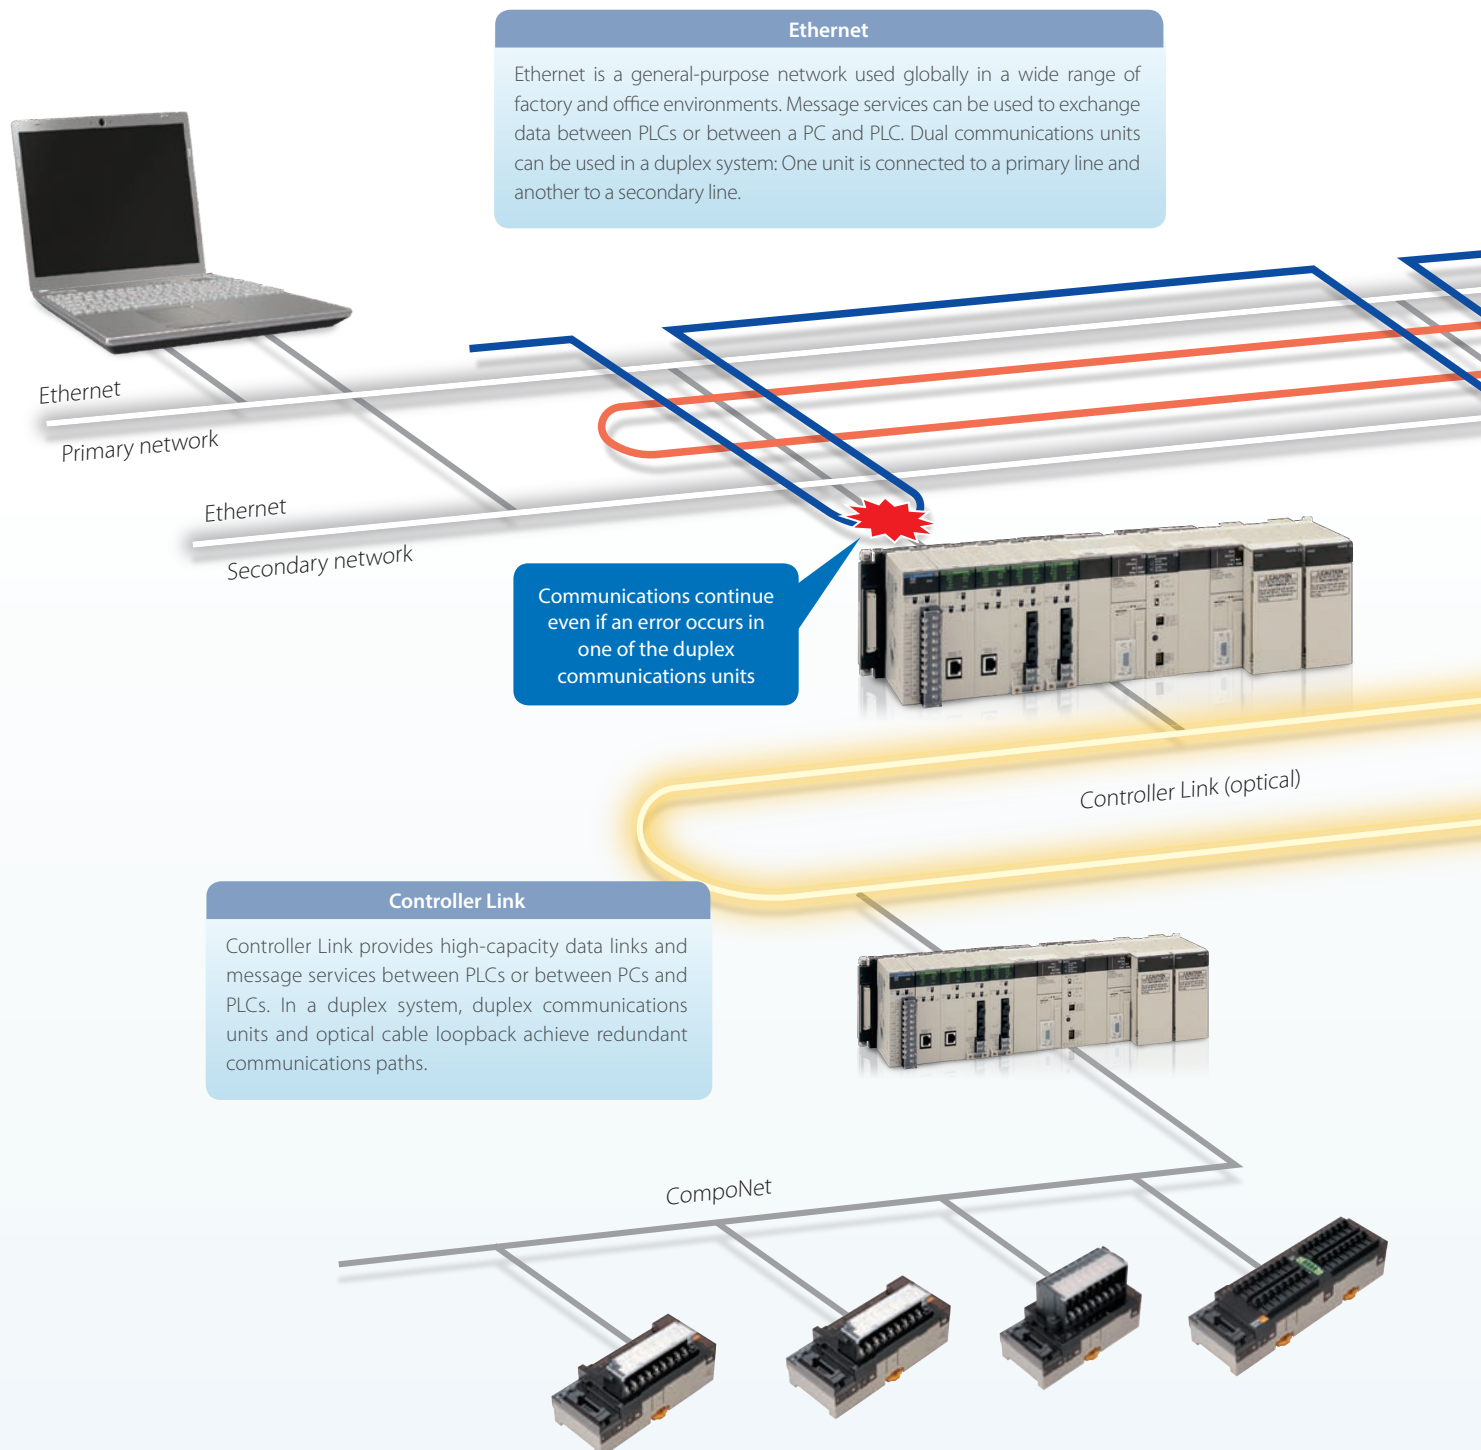 Ethernet
Ethernet is a general-purpose network used globally in a wide range of
factory and office environments. Message services can be used to exchange
data between PLCs or between a PC and PLC. Dual communications units
can be used in a duplex system: One unit is connected to a primary line and
another to a secondary line.
Ethernet
Primary network
Ethernet
Secondary network
Communications continue
even if an error occurs in
one of the duplex
communications units
CAUTION
CAUTION
Controller Link (optical)
Controller Link
Controller Link provides high-capacity data links and
message services between PLCs or between PCs and
PLCs. In a duplex system, duplex communications
units and optical cable loopback achieve redundant
communications paths.
CAUTION
CAUTION
CompoNet